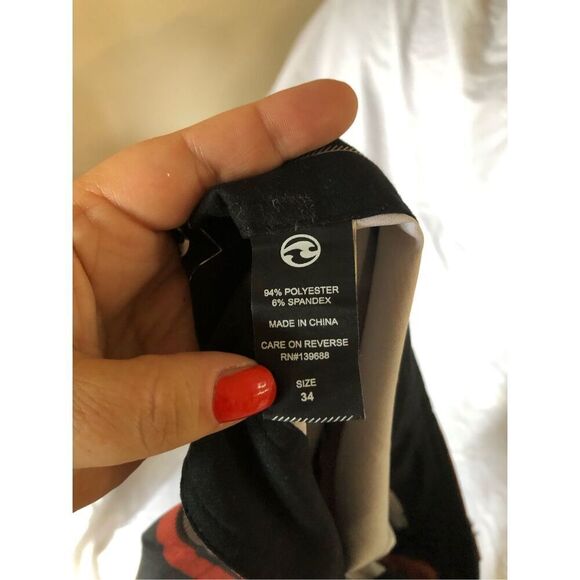 94% POLYESTER
6% SPANDEX
MADE IN CHINA
CARE ON REVERSE
RN#139688
SIZE
34